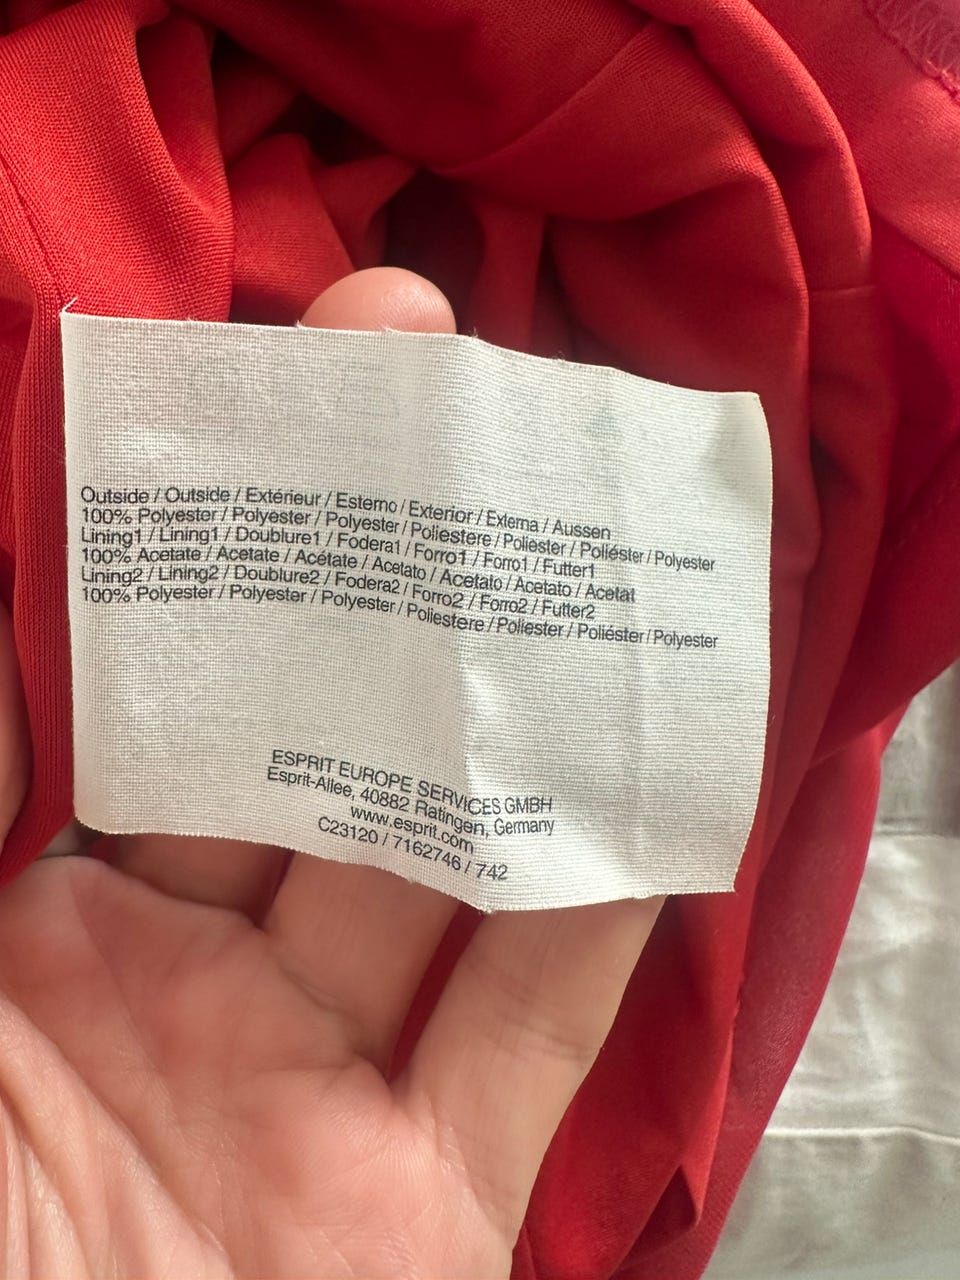 Outside / Outside / Extérieur / Esterno / Exterior / Externa / Aussen
100% Polyester / Polyester / Polyester / Poliestere / Poliester / Poliéster / Polyester
Lining1 / Lining1 / Doublure1 / Fodera1 / Forro1 / Forro1 / Futter1
100% Acetate / Acetate / Acétate / Acetato / Acetato / Acetato / Acetat
Lining2 / Lining2 / Doublure2 / Fodera2 / Forro2 / Forro2 / Futter2
100% Polyester / Polyester / Polyester / Poliestere / Poliester / Poliéster / Polyester
ESPRIT EUROPE SERVICES GMBH
Esprit-Allee, 40882 Ratingen, Germany
www.esprit.com
C23120 / 7162746 / 742